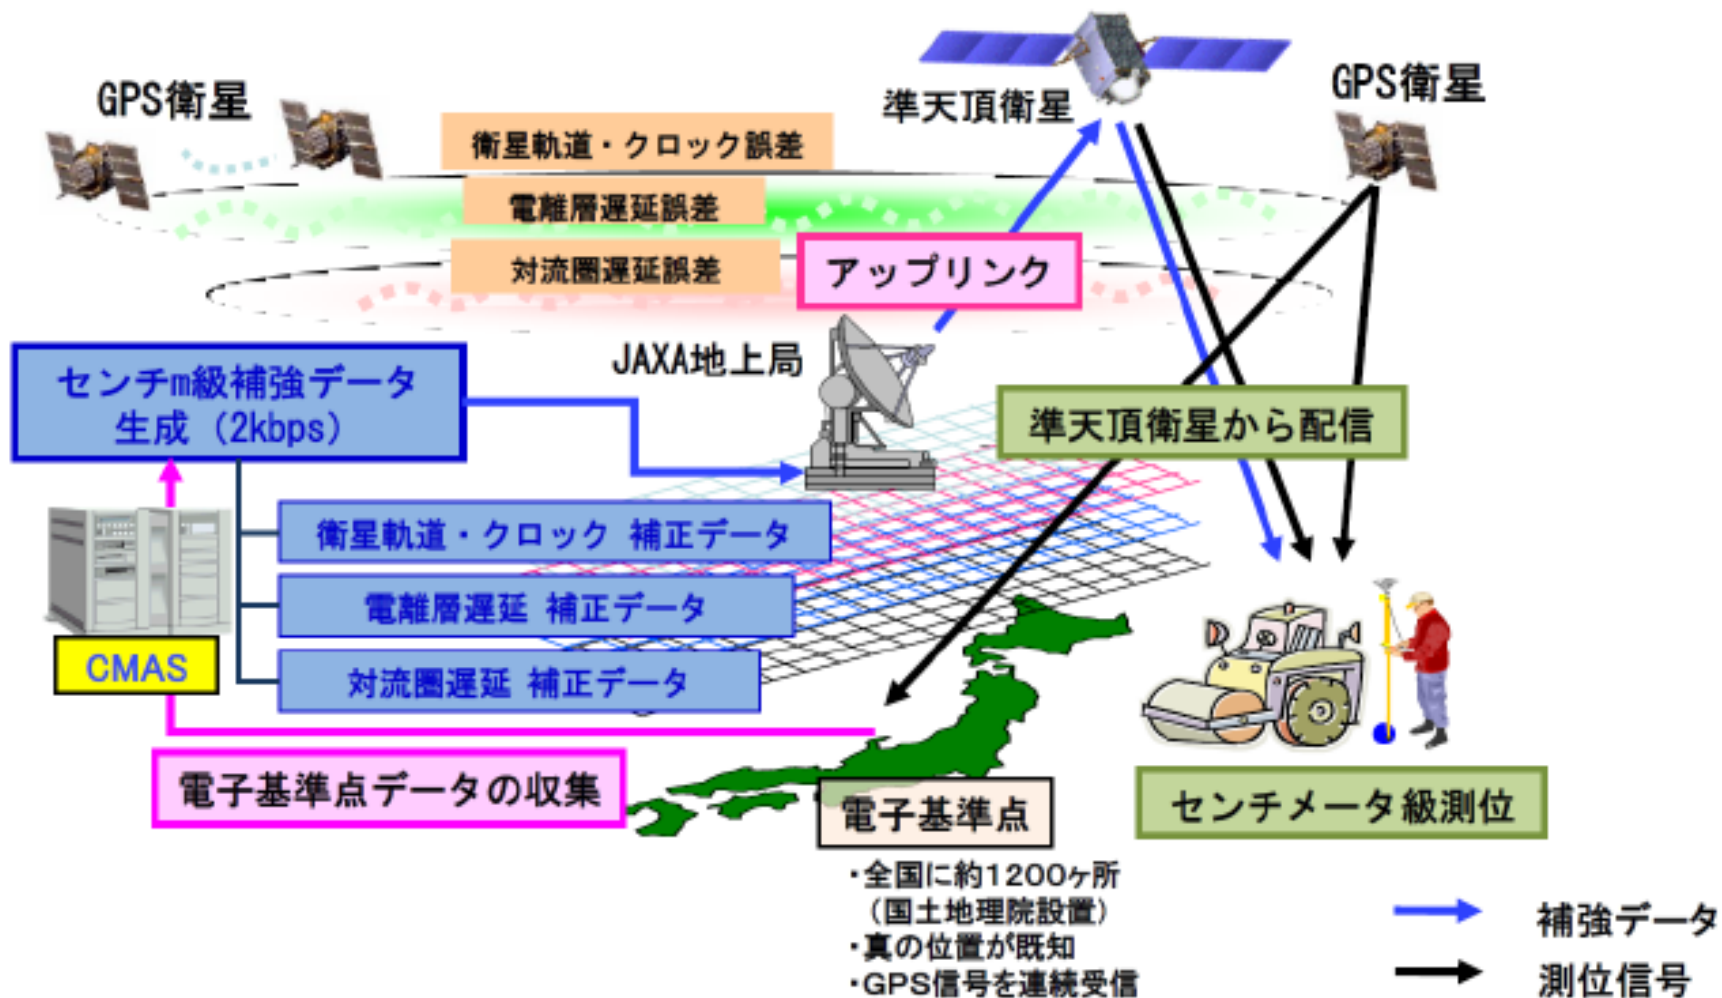 GPS衛星
準天頂衛星
GPS衛星
衛星軌道・クロック誤差
電離層遅延誤差
対流圏遅延誤差
アップリンク
JAXA地上局
センチm級補強データ
生成（2kbps）
準天頂衛星から配信
衛星軌道・クロック 補正データ
電離層遅延 補正データ
CMAS
対流圏遅延 補正データ
電子基準点データの収集
電子基準点
センチメータ級測位
・全国に約1200ヶ所
（国土地理院設置）
・真の位置が既知
・GPS信号を連続受信
補強データ
測位信号